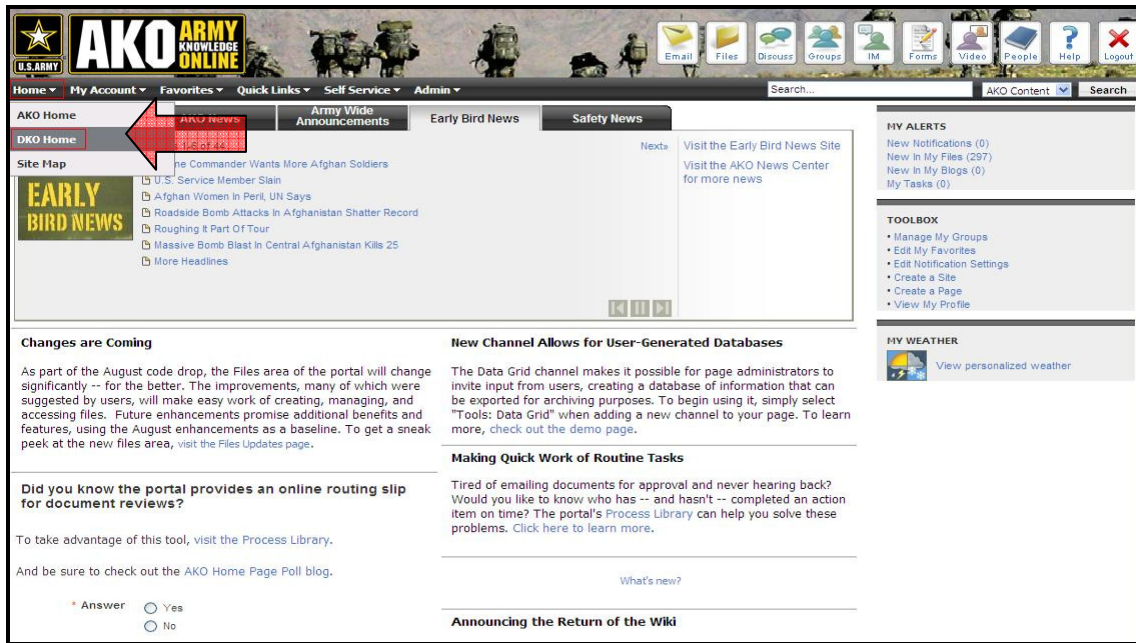 U.S.ARMY
AKO ARMY KNOWLEDGE ONLINE
Email Files Discuss Groups IM Forms Video People Help Logout
Home My Account Favorites Quick Links Self Service Admin
Search... AKO Content Search
AKO Home
DKO Home
Site Map
AKO News
Army Wide Announcements
Early Bird News
Safety News
1-6 of 44
Next»
EARLY
BIRD NEWS
ne Commander Wants More Afghan Soldiers
U.S. Service Member Slain
Afghan Women In Peril, UN Says
Roadside Bomb Attacks In Afghanistan Shatter Record
Roughing It Part Of Tour
Massive Bomb Blast In Central Afghanistan Kills 25
More Headlines
Visit the Early Bird News Site
Visit the AKO News Center
for more news
MY ALERTS
New Notifications (0)
New In My Files (297)
New In My Blogs (0)
My Tasks (0)
TOOLBOX
• Manage My Groups
• Edit My Favorites
• Edit Notification Settings
• Create a Site
• Create a Page
• View My Profile
MY WEATHER
View personalized weather
Changes are Coming
As part of the August code drop, the Files area of the portal will change
significantly -- for the better. The improvements, many of which were
suggested by users, will make easy work of creating, managing, and
accessing files. Future enhancements promise additional benefits and
features, using the August enhancements as a baseline. To get a sneak
peek at the new files area, visit the Files Updates page.
Did you know the portal provides an online routing slip
for document reviews?
To take advantage of this tool, visit the Process Library.
And be sure to check out the AKO Home Page Poll blog.
* Answer
Yes
No
New Channel Allows for User-Generated Databases
The Data Grid channel makes it possible for page administrators to
invite input from users, creating a database of information that can
be exported for archiving purposes. To begin using it, simply select
"Tools: Data Grid" when adding a new channel to your page. To learn
more, check out the demo page.
Making Quick Work of Routine Tasks
Tired of emailing documents for approval and never hearing back?
Would you like to know who has -- and hasn't -- completed an action
item on time? The portal's Process Library can help you solve these
problems. Click here to learn more.
What's new?
Announcing the Return of the Wiki